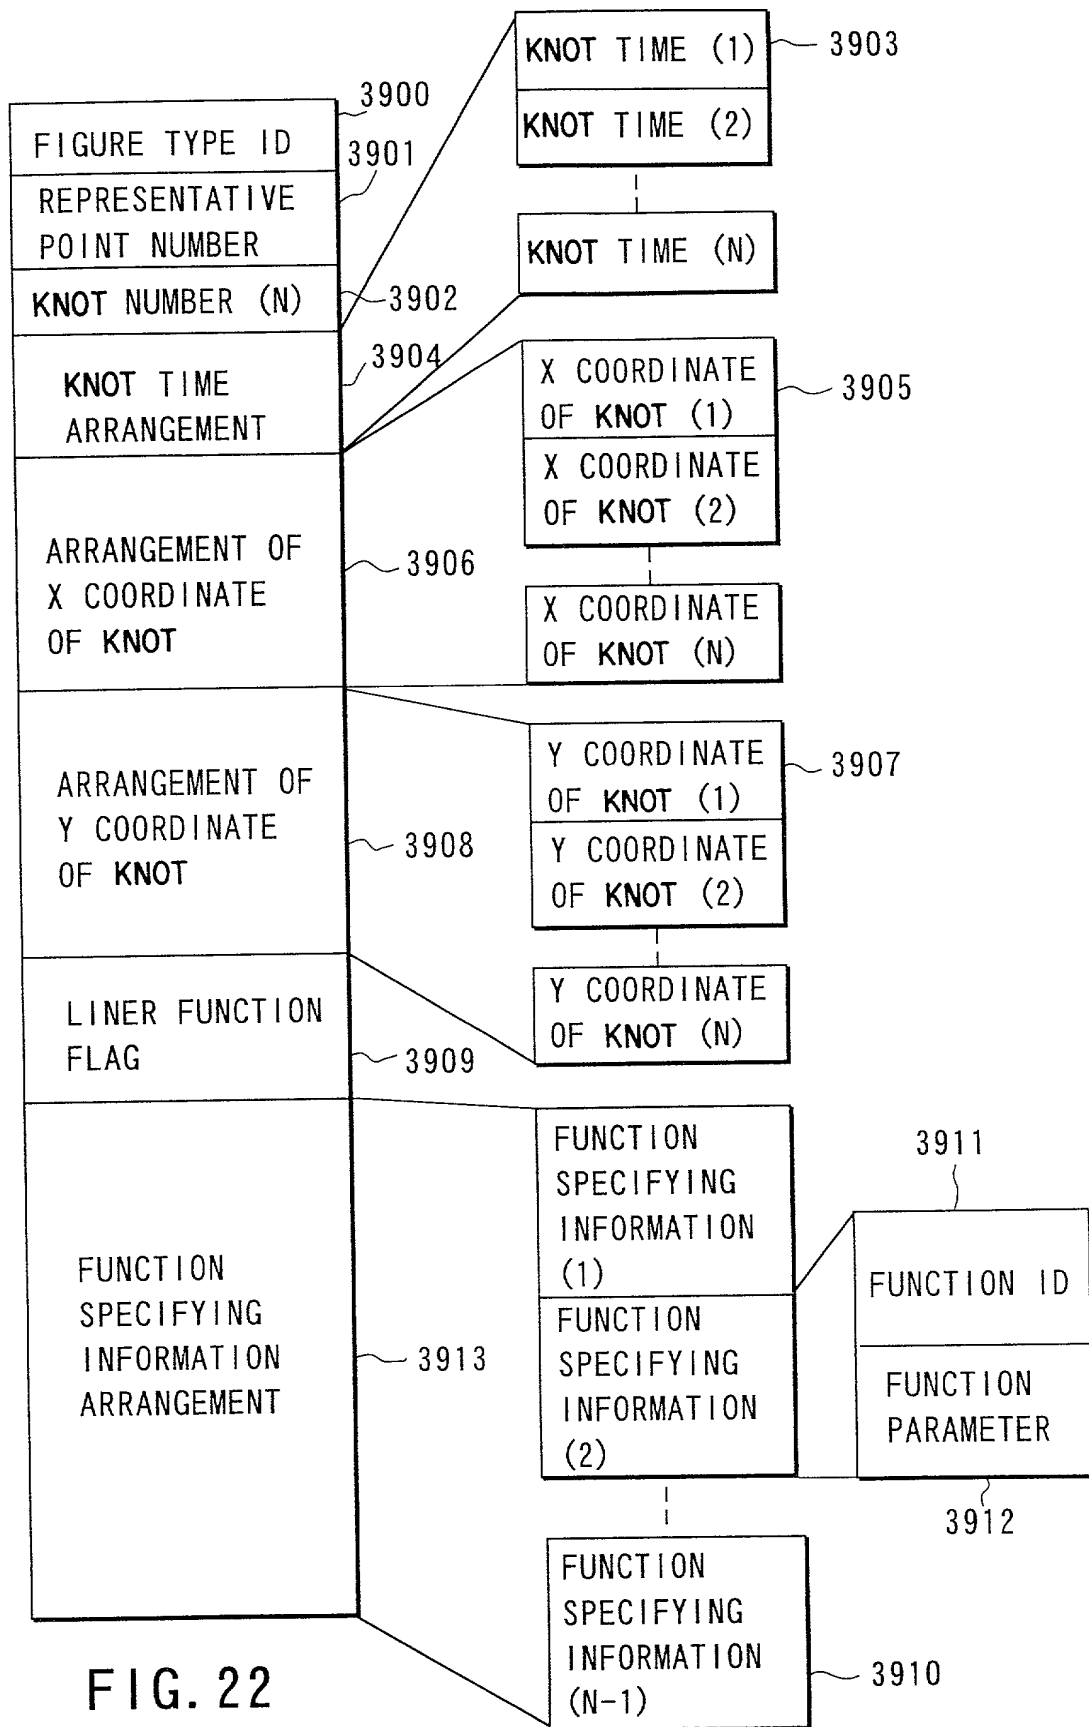 3900
FIGURE TYPE ID
3901
REPRESENTATIVE
POINT NUMBER
KNOT NUMBER (N)
3902
3904
KNOT TIME
ARRANGEMENT
ARRANGEMENT OF
X COORDINATE
OF KNOT
3906
ARRANGEMENT OF
Y COORDINATE
OF KNOT
3908
LINER FUNCTION
FLAG
3909
FUNCTION
SPECIFYING
INFORMATION
ARRANGEMENT
3913
KNOT TIME (1)
3903
KNOT TIME (2)
KNOT TIME (N)
X COORDINATE
OF KNOT (1)
3905
X COORDINATE
OF KNOT (2)
X COORDINATE
OF KNOT (N)
Y COORDINATE
OF KNOT (1)
3907
Y COORDINATE
OF KNOT (2)
Y COORDINATE
OF KNOT (N)
FUNCTION
SPECIFYING
INFORMATION
(1)
FUNCTION
SPECIFYING
INFORMATION
(2)
3911
FUNCTION ID
FUNCTION
PARAMETER
3912
FUNCTION
SPECIFYING
INFORMATION
(N-1)
3910
FIG. 22